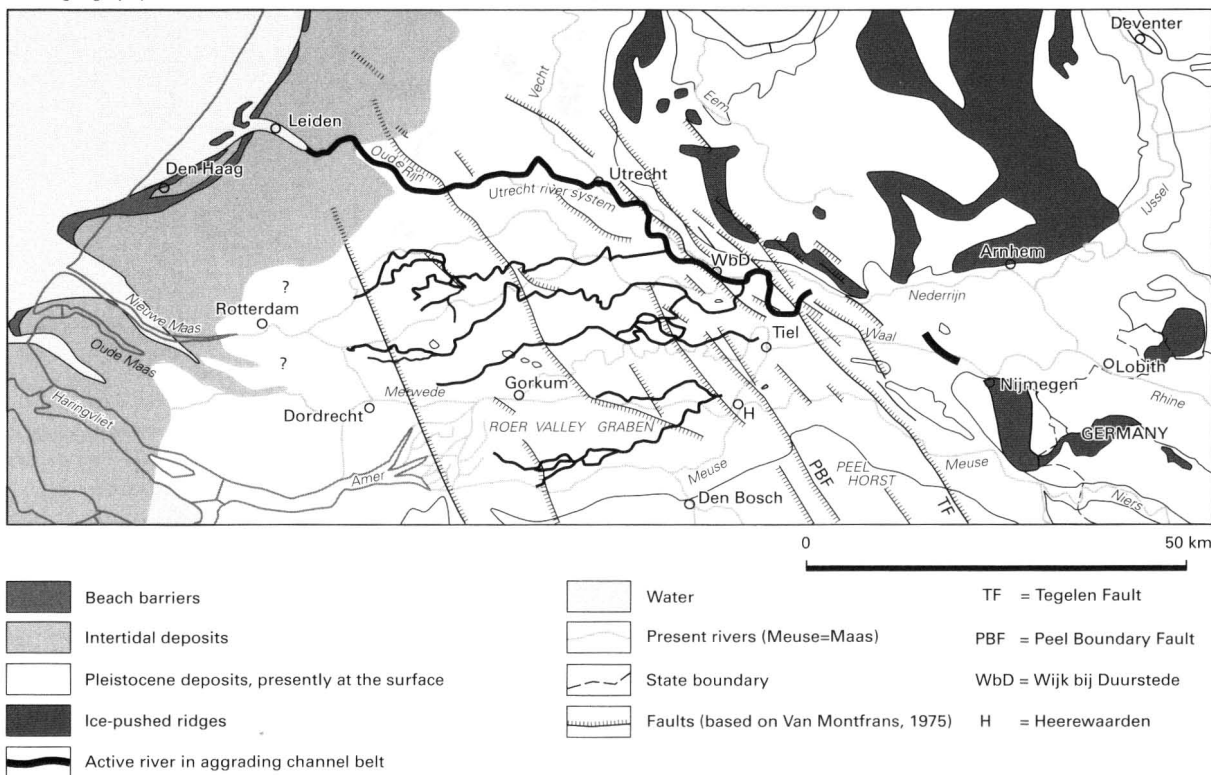 Deventer
Vecht
Eem
Leiden
Oude Rijn
Den Haag
Utrecht
Utrecht river system
IJssel
Arnhem
WbD
Nederrijn
?
Nieuwe Maas
Rotterdam
Tiel
Waal
Oude Maas
?
Lobith
Merwede
Gorkum
Nijmegen
Rhine
Haringvliet
Dordrecht
H
ROER VALLEY GRABEN
GERMANY
Amer
Meuse
PBF
PEEL
HORST
Meuse
Den Bosch
TF
Niers
0 50 km
Beach barriers
Intertidal deposits
Pleistocene deposits, presently at the surface
Ice-pushed ridges
Active river in aggrading channel belt
Water
Present rivers (Meuse=Maas)
State boundary
Faults (based on Van Montfrans, 1975)
TF = Tegelen Fault
PBF = Peel Boundary Fault
WbD = Wijk bij Duurstede
H = Heerewaarden